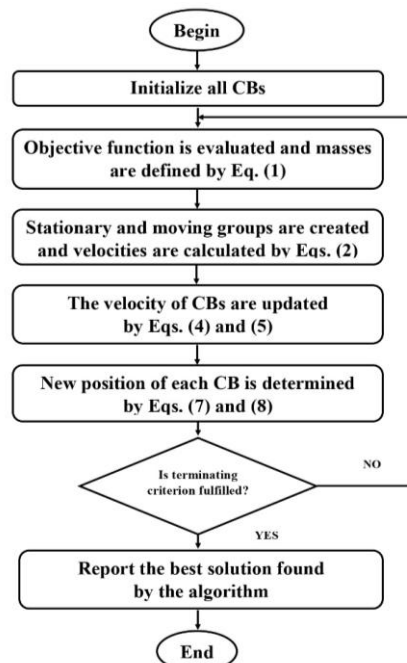 Begin
Initialize all CBs
Objective function is evaluated and masses
are defined by Eq. (1)
Stationary and moving groups are created
and velocities are calculated by Eqs. (2)
The velocity of CBs are updated
by Eqs. (4) and (5)
New position of each CB is determined
by Eqs. (7) and (8)
Is terminating
criterion fulfilled?
NO
YES
Report the best solution found
by the algorithm
End